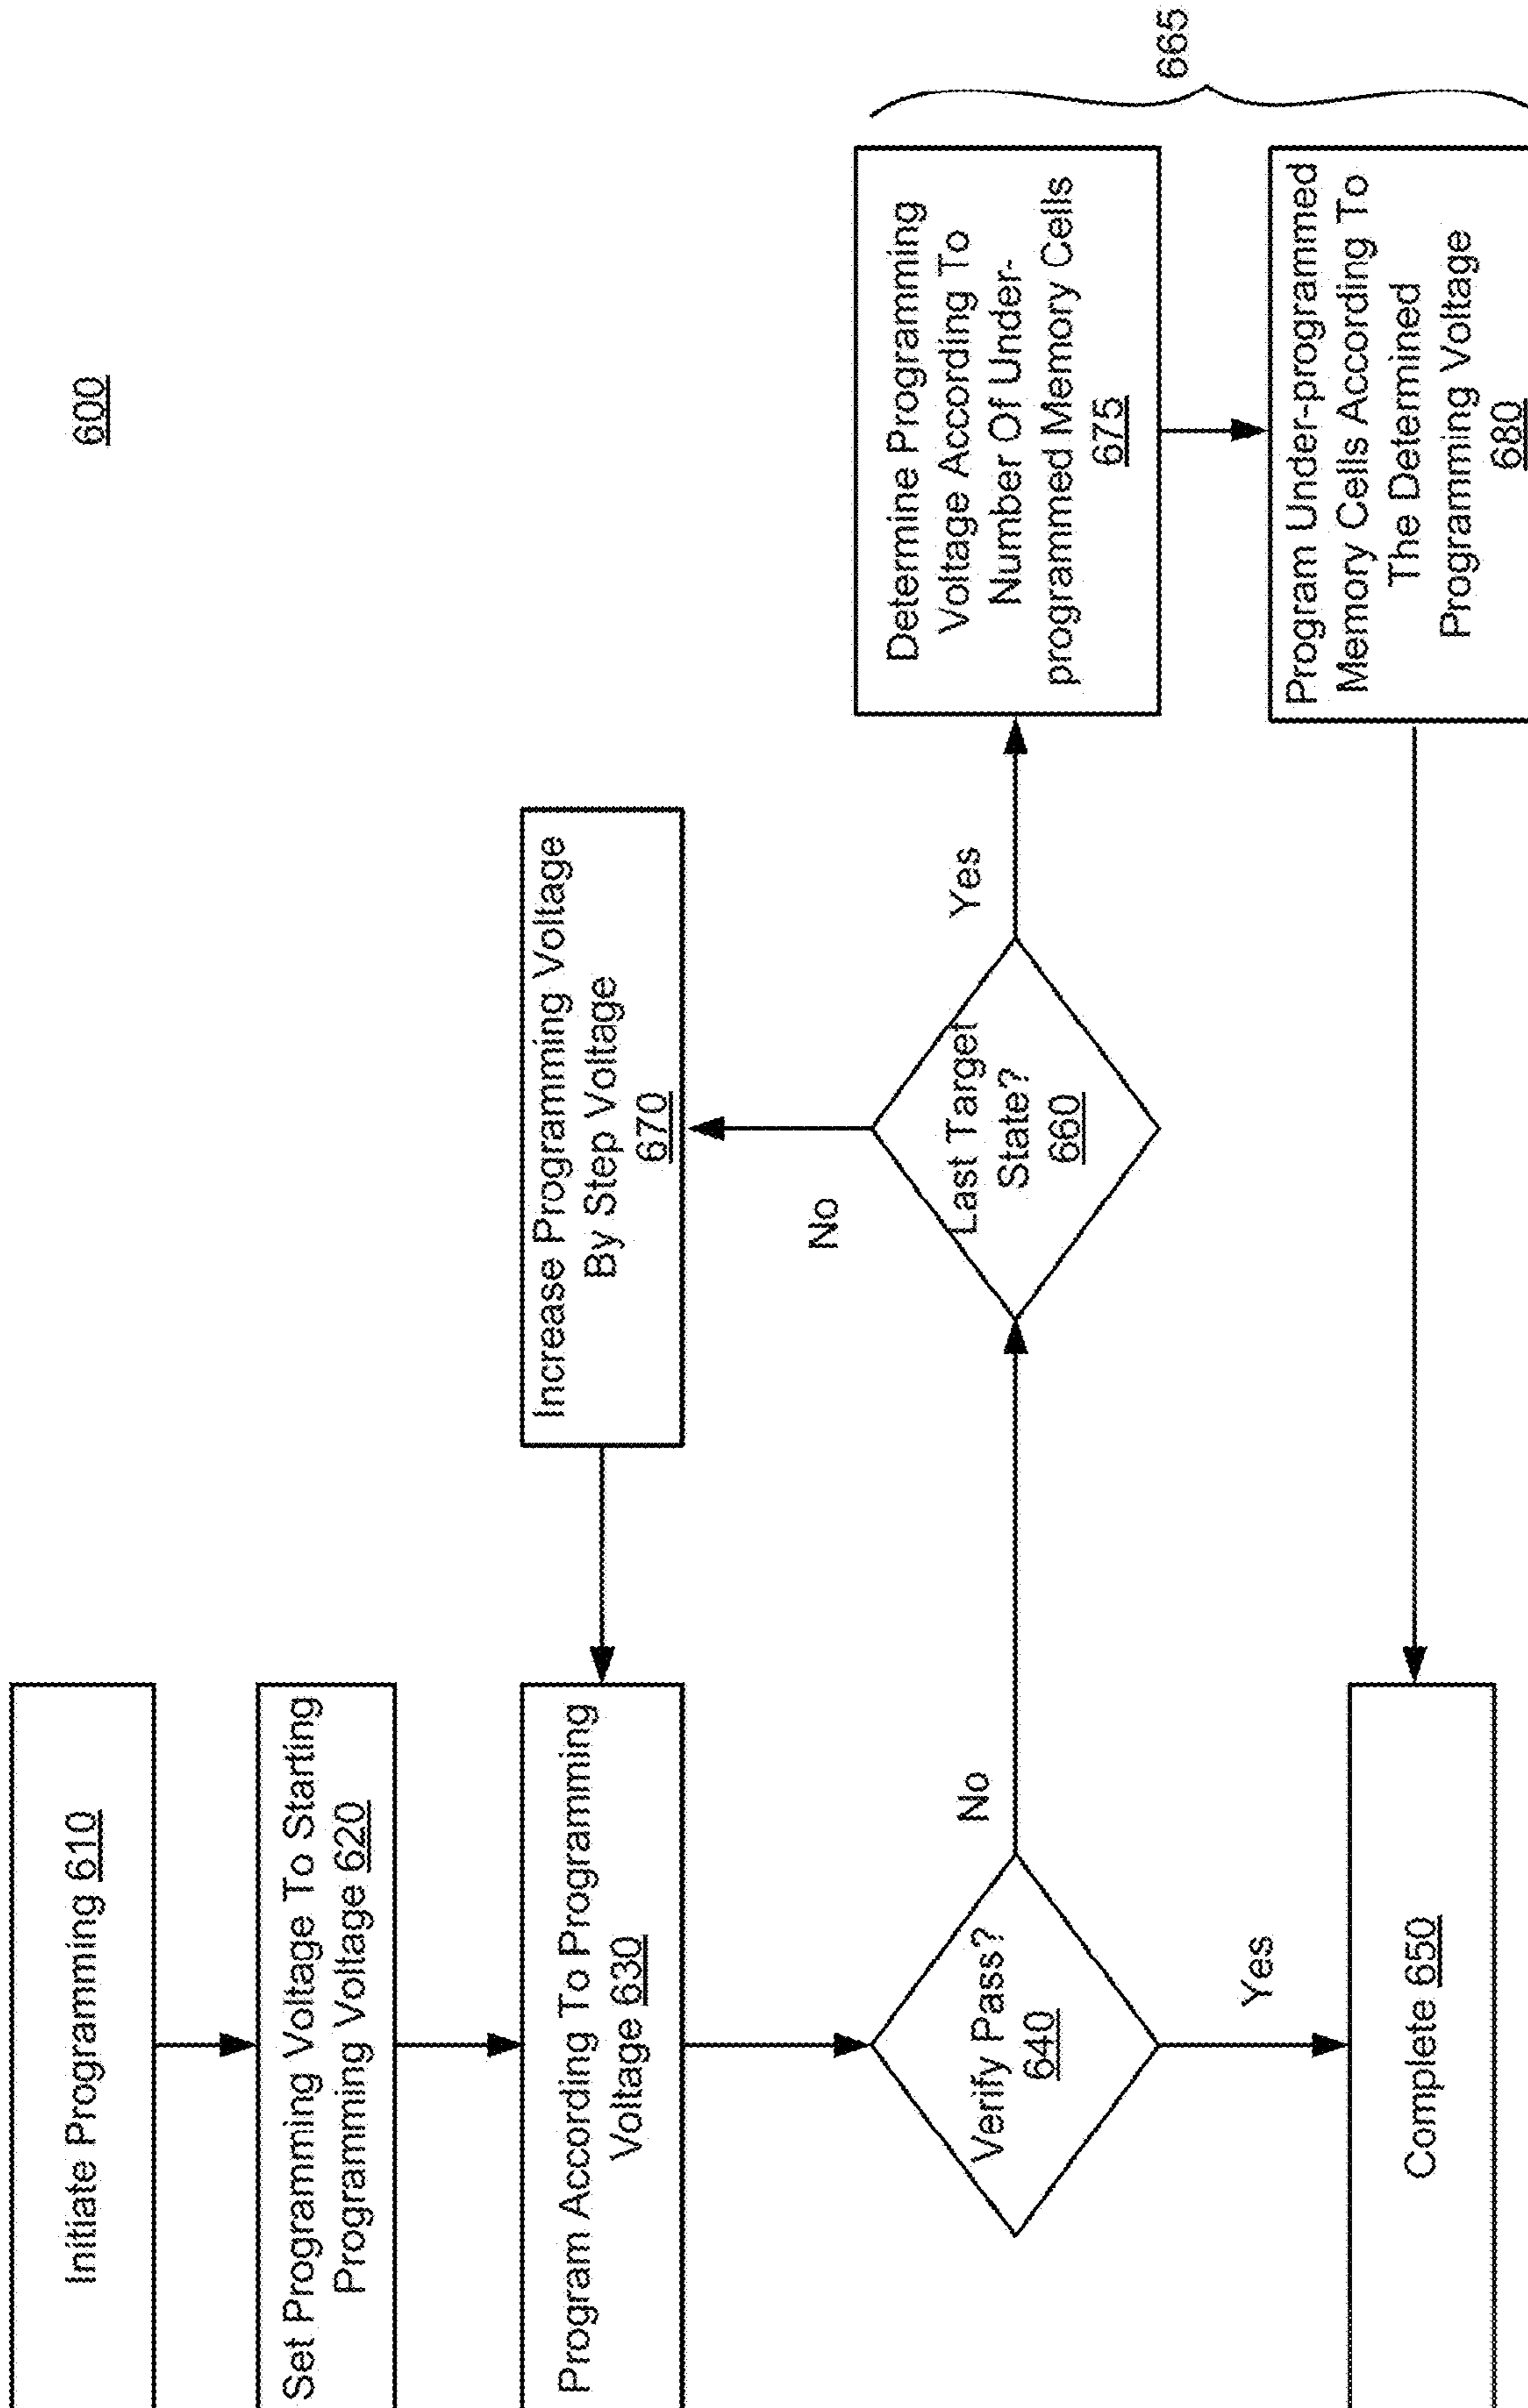 600
Initiate Programming 610
Set Programming Voltage To Starting
Programming Voltage 620
Program According To Programming
Voltage 630
Increase Programming Voltage
By Step Voltage
670
Verify Pass?
640
No
Yes
Last Target
State?
660
No
Yes
Determine Programming
Voltage According To
Number Of Under-
programmed Memory Cells
675
Program Under-programmed
Memory Cells According To
The Determined
Programming Voltage
680
665
Complete 650